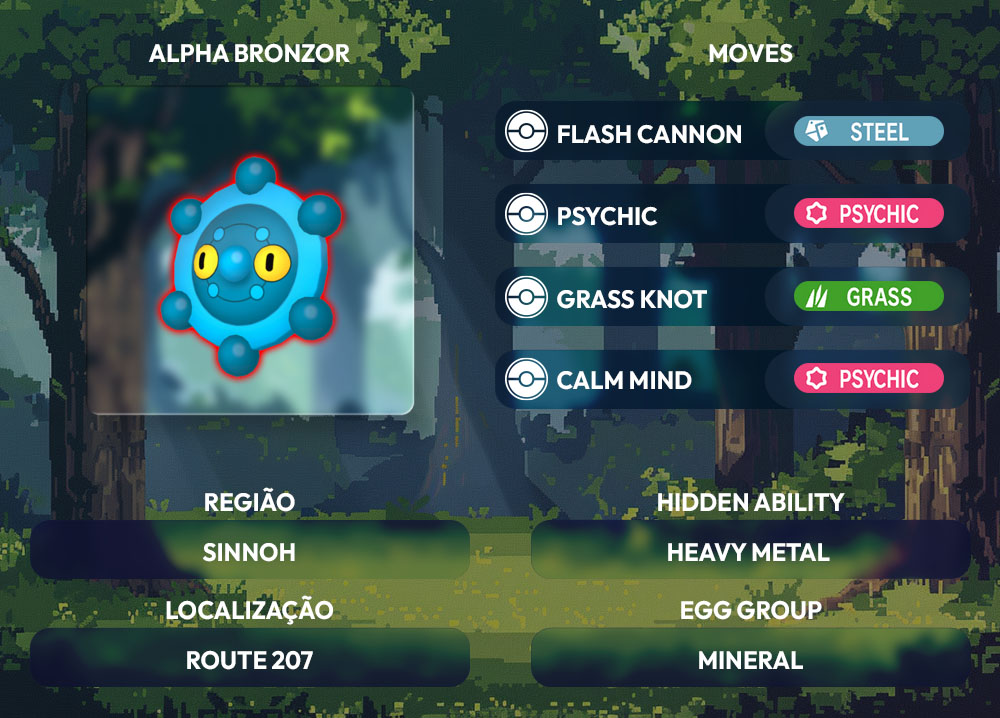 ALPHA BRONZOR
MOVES
FLASH CANNON
STEEL
PSYCHIC
PSYCHIC
GRASS KNOT
GRASS
CALM MIND
PSYCHIC
REGIÃO
HIDDEN ABILITY
SINNOH
HEAVY METAL
LOCALIZAÇÃO
EGG GROUP
ROUTE 207
MINERAL